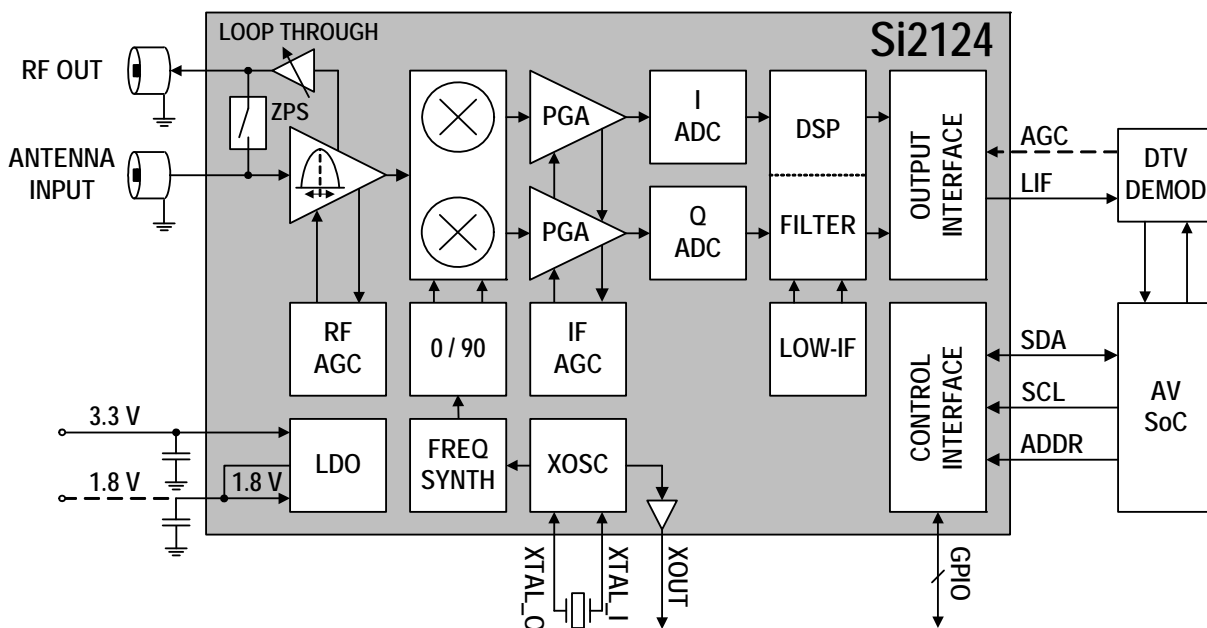 Si2124
LOOP THROUGH
RF OUT
ZPS
ANTENNA
INPUT
PGA
PGA
I
ADC
Q
ADC
DSP
FILTER
OUTPUT
INTERFACE
AGC
LIF
DTV
DEMOD
RF
AGC
0 / 90
IF
AGC
LOW-IF
CONTROL
INTERFACE
SDA
SCL
ADDR
AV
SoC
3.3 V
1.8 V
1.8 V
LDO
FREQ
SYNTH
XOSC
XTAL_O
XTAL_I
XOUT
GPIO